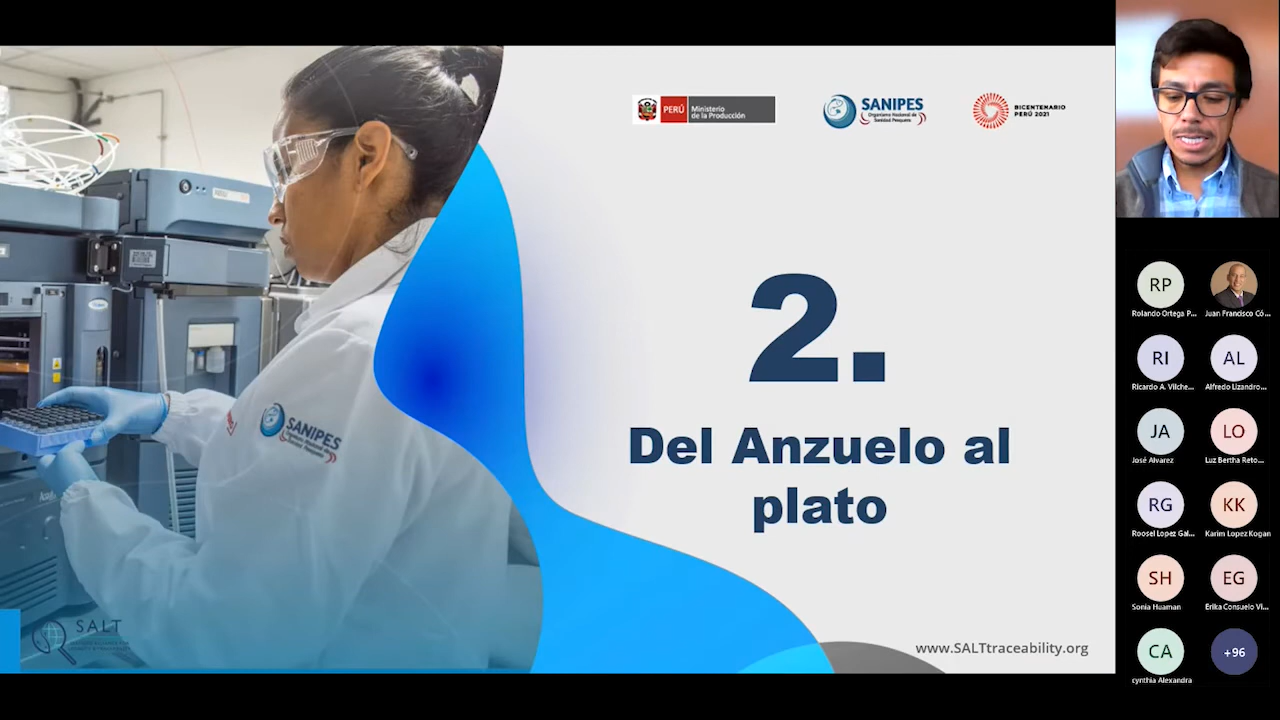 PERÚ
Ministerio
de la Producción
SANIPES
Organismo Nacional de
Sanidad Pesquera
BICENTENARIO
PERÚ 2021
2.
Del Anzuelo al
plato
SANIPES
SALT
www.SALTtraceability.org
RP
Rolando Ortega P...
Juan Francisco Có...
RI
Ricardo A. Vilche...
AL
Alfredo Lizandro...
JA
José Alvarez
LO
Luz Bertha Reto...
RG
Roosel Lopez Gal...
KK
Karim Lopez Kogan
SH
Sonia Huaman
EG
Erika Consuelo Vi...
CA
cynthia Alexandra
+96